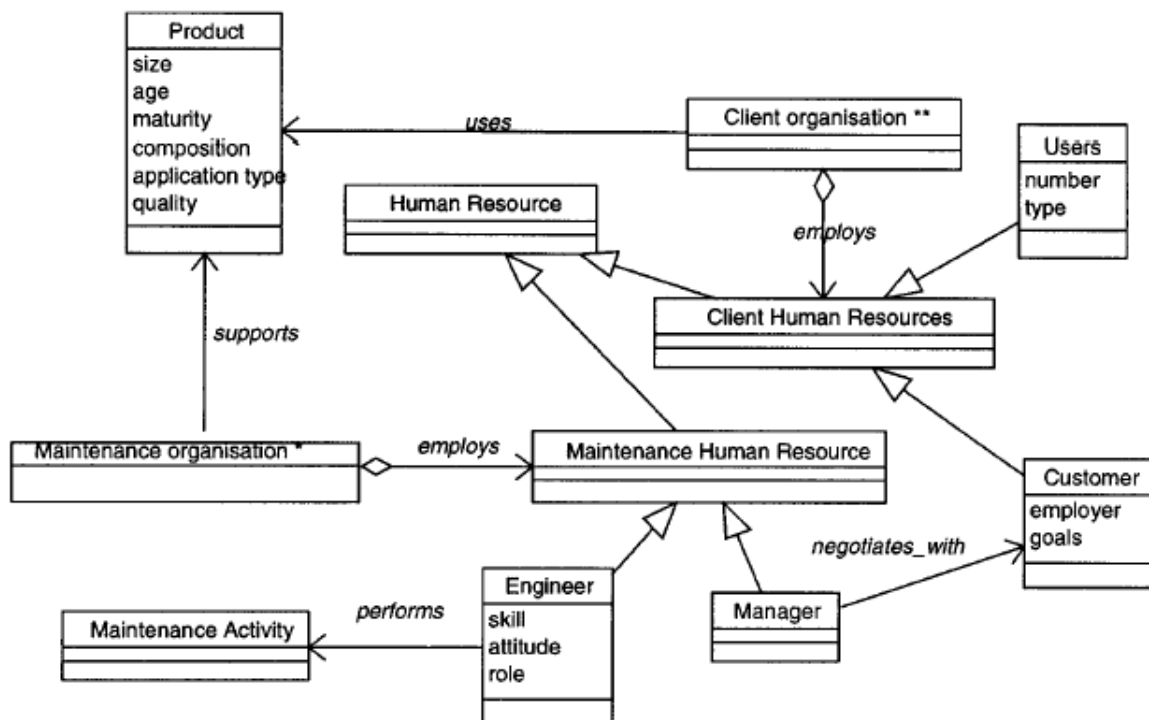 Product
size
age
maturity
composition
application type
quality
uses
Client organisation **
Users
number
type
Human Resource
employs
Client Human Resources
supports
Maintenance organisation *
employs
Maintenance Human Resource
Customer
employer
goals
negotiates_with
Engineer
skill
attitude
role
Manager
performs
Maintenance Activity